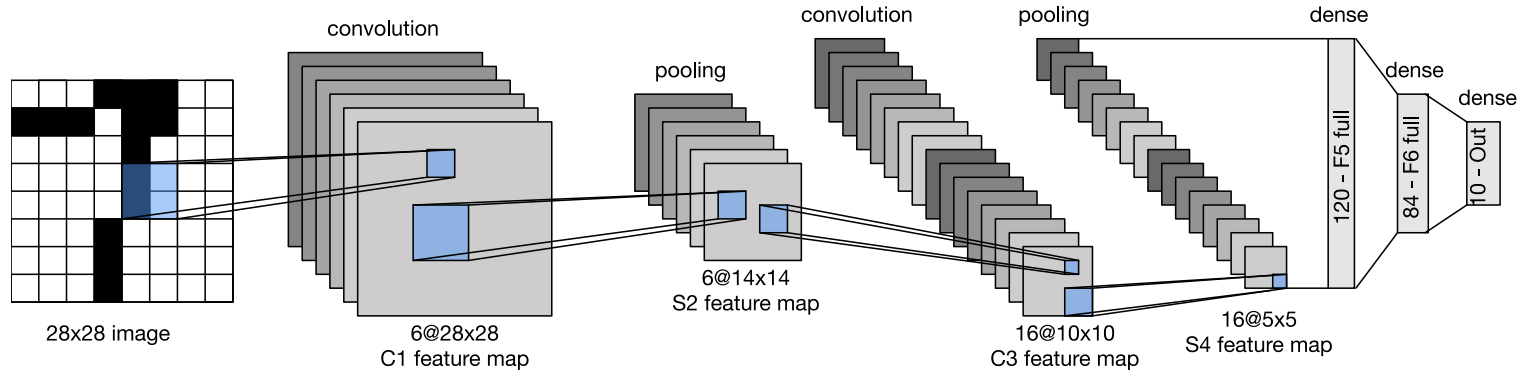 convolution
pooling
convolution
pooling
dense
dense
dense
28x28 image
6@28x28
C1 feature map
6@14x14
S2 feature map
16@10x10
C3 feature map
16@5x5
S4 feature map
120 - F5 full
84 - F6 full
10 - Out